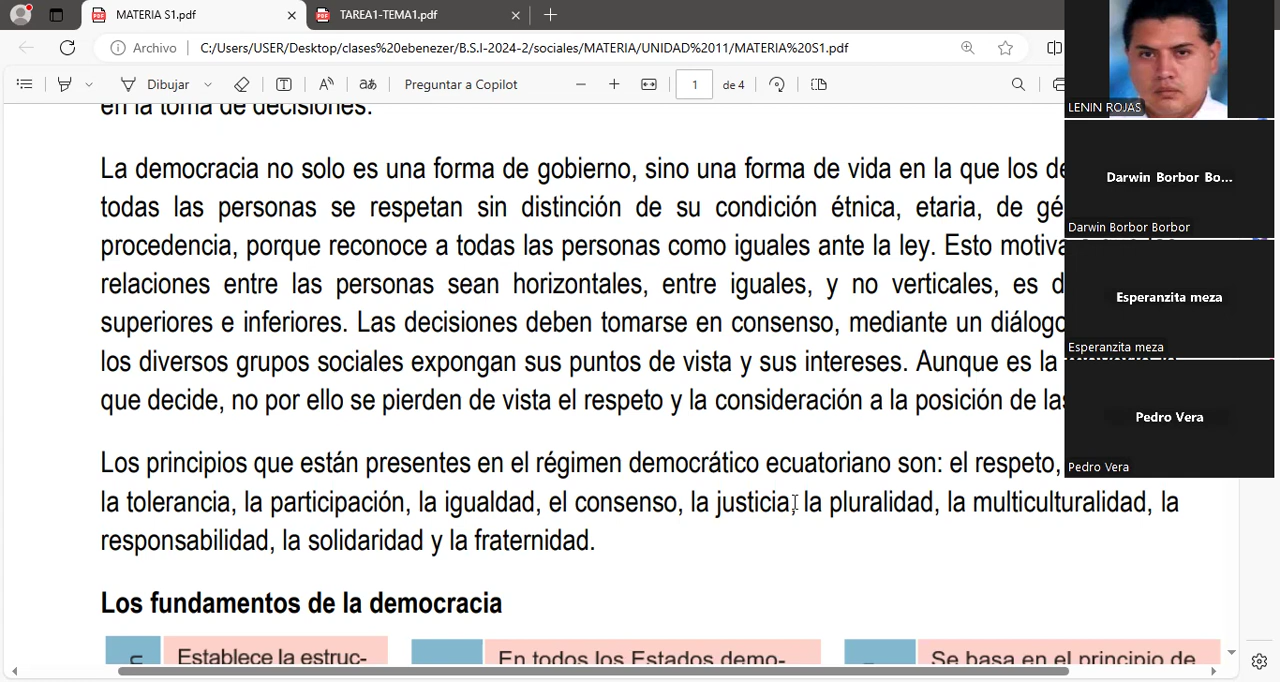 MATERIA S1.pdf
TAREA1-TEMA1.pdf
Archivo
C:/Users/USER/Desktop/clases%20ebenezer/B.S.I-2024-2/sociales/MATERIA/UNIDAD%2011/MATERIA%20S1.pdf
Dibujar
Preguntar a Copilot
1
de 4
en la toma de decisiones.
La democracia no solo es una forma de gobierno, sino una forma de vida en la que los
todas las personas se respetan sin distinción de su condición étnica, etaria, de
procedencia, porque reconoce a todas las personas como iguales ante la ley. Esto
relaciones entre las personas sean horizontales, entre iguales, y no verticales, es
superiores e inferiores. Las decisiones deben tomarse en consenso, mediante un diálogo
los diversos grupos sociales expongan sus puntos de vista y sus intereses. Aunque es la
que decide, no por ello se pierden de vista el respeto y la consideración a la posición de
Los principios que están presentes en el régimen democrático ecuatoriano son: el respeto,
la tolerancia, la participación, la igualdad, el consenso, la justicia, la pluralidad, la multiculturalidad, la
responsabilidad, la solidaridad y la fraternidad.
Los fundamentos de la democracia
Establece la estruc-
En todos los Estados demo-
Se basa en el principio de
LENIN ROJAS
Darwin Borbor Bo...
Darwin Borbor Borbor
Esperanzita meza
Esperanzita meza
Pedro Vera
Pedro Vera